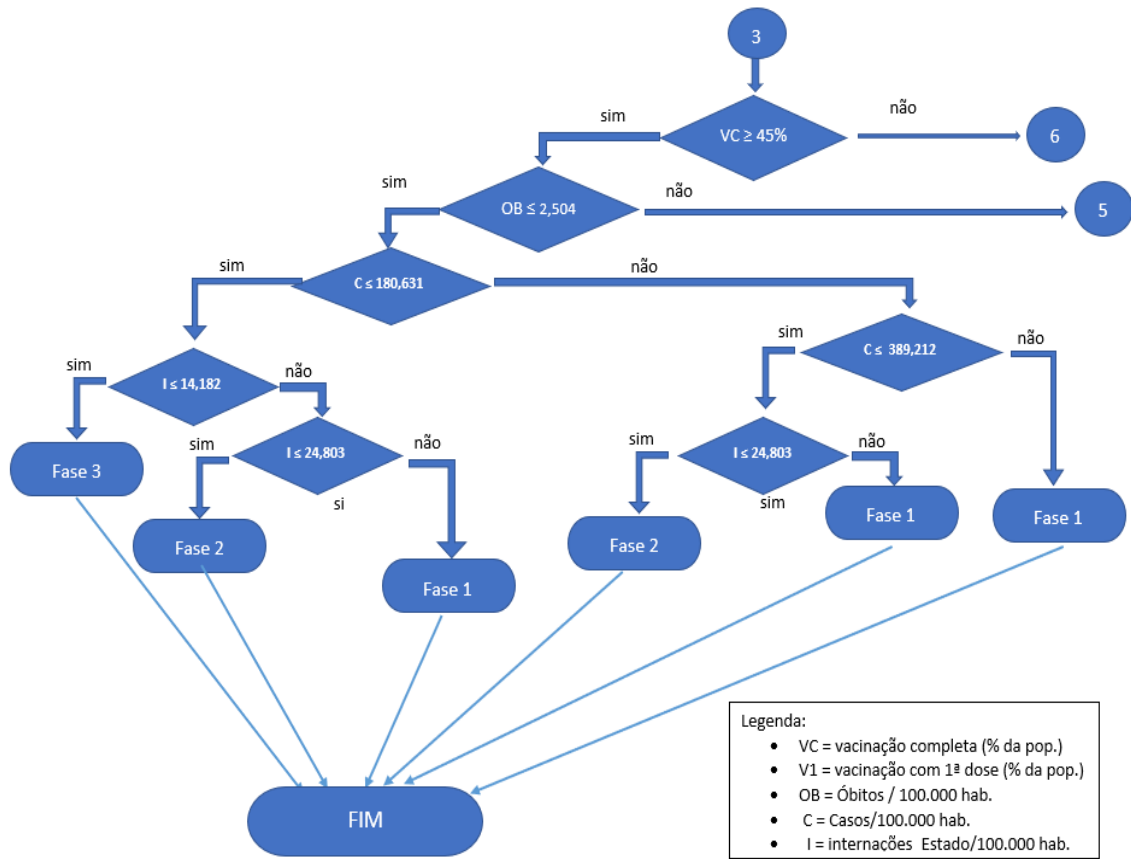 3
sim
não
VC ≥ 45%
6
sim
não
OB ≤ 2,504
5
sim
não
C ≤ 180,631
sim
não
C ≤ 389,212
sim
não
I ≤ 14,182
sim
não
I ≤ 24,803
sim
não
I ≤ 24,803
Fase 3
si
sim
Fase 1
Fase 1
Fase 2
Fase 2
Fase 1
Legenda:
• VC = vacinação completa (% da pop.)
• V1 = vacinação com 1ª dose (% da pop.)
• OB = Óbitos / 100.000 hab.
• C = Casos/100.000 hab.
• I = internações Estado/100.000 hab.
FIM